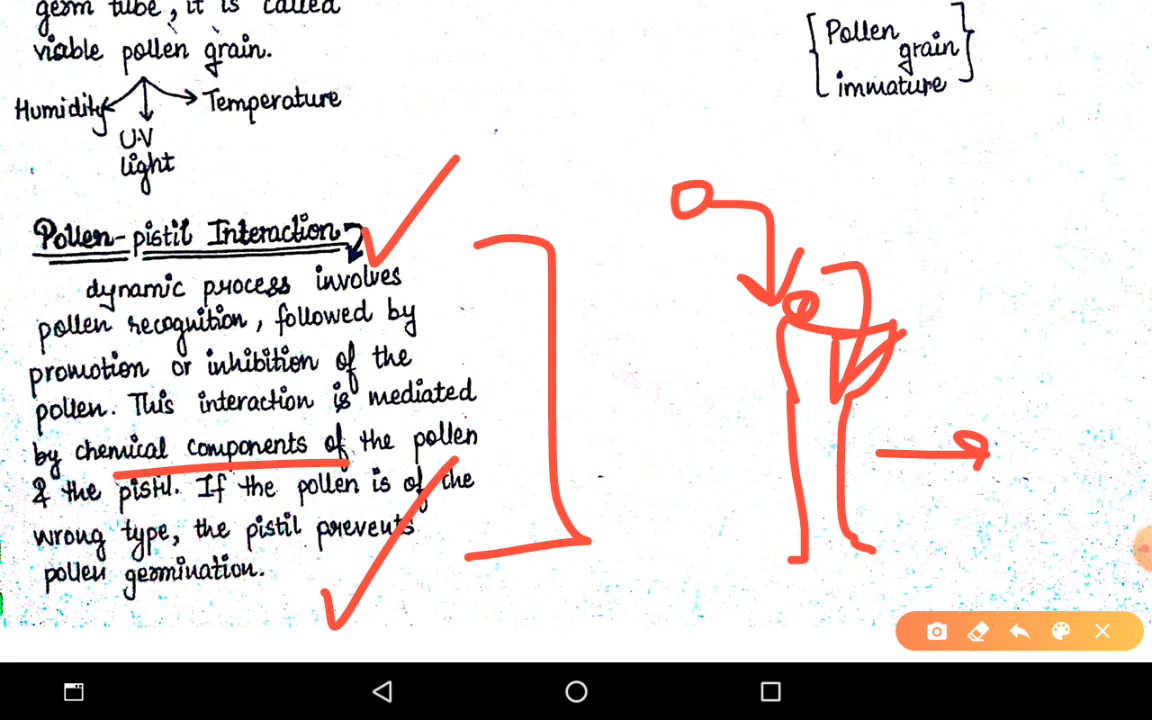 germ tube, it is called
viable pollen grain.
Humidity
U.V
light
Temperature
Pollen grain
immature
Pollen-pistil Interaction
dynamic process involves
pollen recognition, followed by
promotion or inhibition of the
pollen. This interaction is mediated
by chemical components of the pollen
& the pistil. If the pollen is of the
wrong type, the pistil prevents
pollen germination.